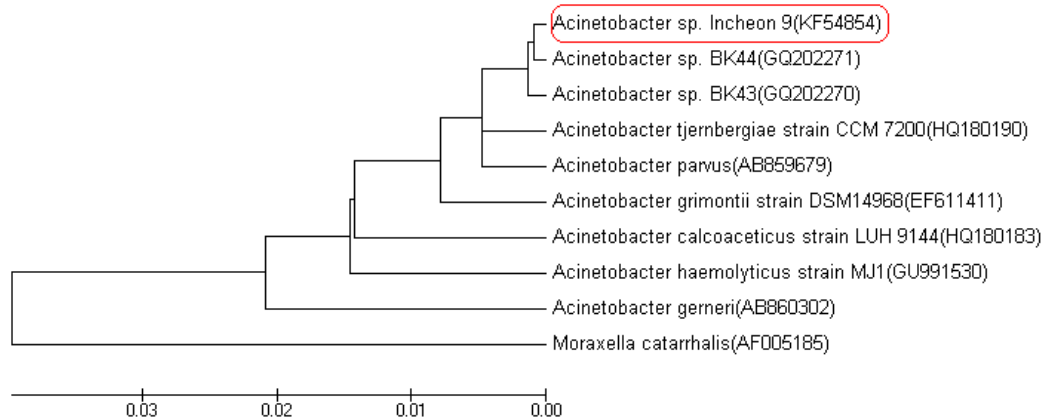 Acinetobacter sp. Incheon 9(KF54854)
Acinetobacter sp. BK44(GQ202271)
Acinetobacter sp. BK43(GQ202270)
Acinetobacter tjernbergiae strain CCM 7200(HQ180190)
Acinetobacter parvus(AB859679)
Acinetobacter grimontii strain DSM14968(EF611411)
Acinetobacter calcoaceticus strain LUH 9144(HQ180183)
Acinetobacter haemolyticus strain MJ1(GU991530)
Acinetobacter gerneri(AB860302)
Moraxella catarrhalis(AF005185)
0.03 0.02 0.01 0.00